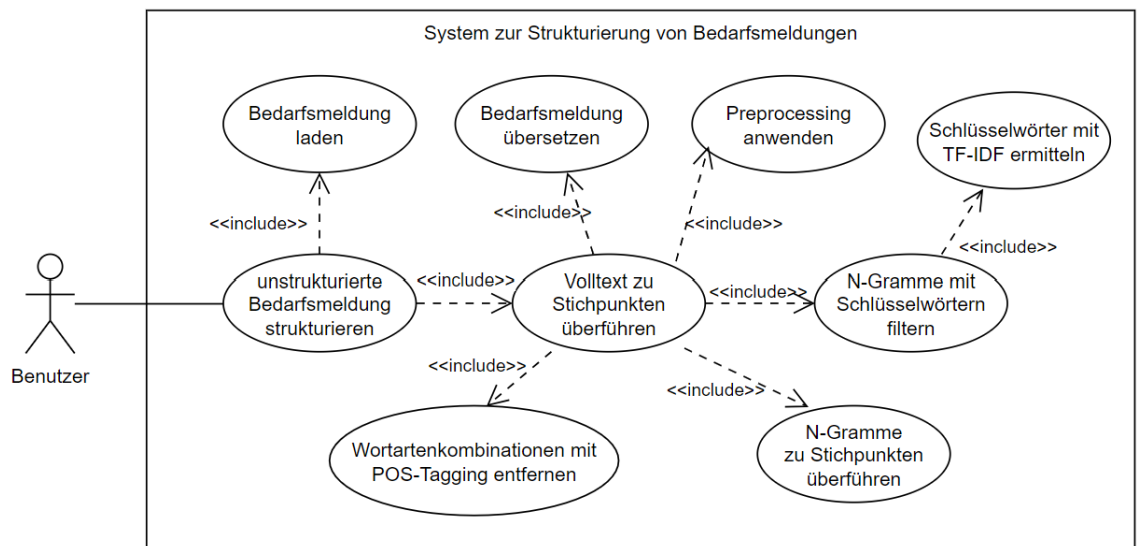 System zur Strukturierung von Bedarfsmeldungen
Bedarfsmeldung
laden
Bedarfsmeldung
übersetzen
Preprocessing
anwenden
Schlüsselwörter mit
TF-IDF ermitteln
<<include>>
<<include>>
<<include>>
<<include>>
unstrukturierte
Bedarfsmeldung
strukturieren
<<include>>
Volltext zu
Stichpunkten
überführen
<<include>>
N-Gramme mit
Schlüsselwörtern
filtern
Benutzer
<<include>>
<<include>>
Wortartenkombinationen mit
POS-Tagging entfernen
N-Gramme
zu Stichpunkten
überführen